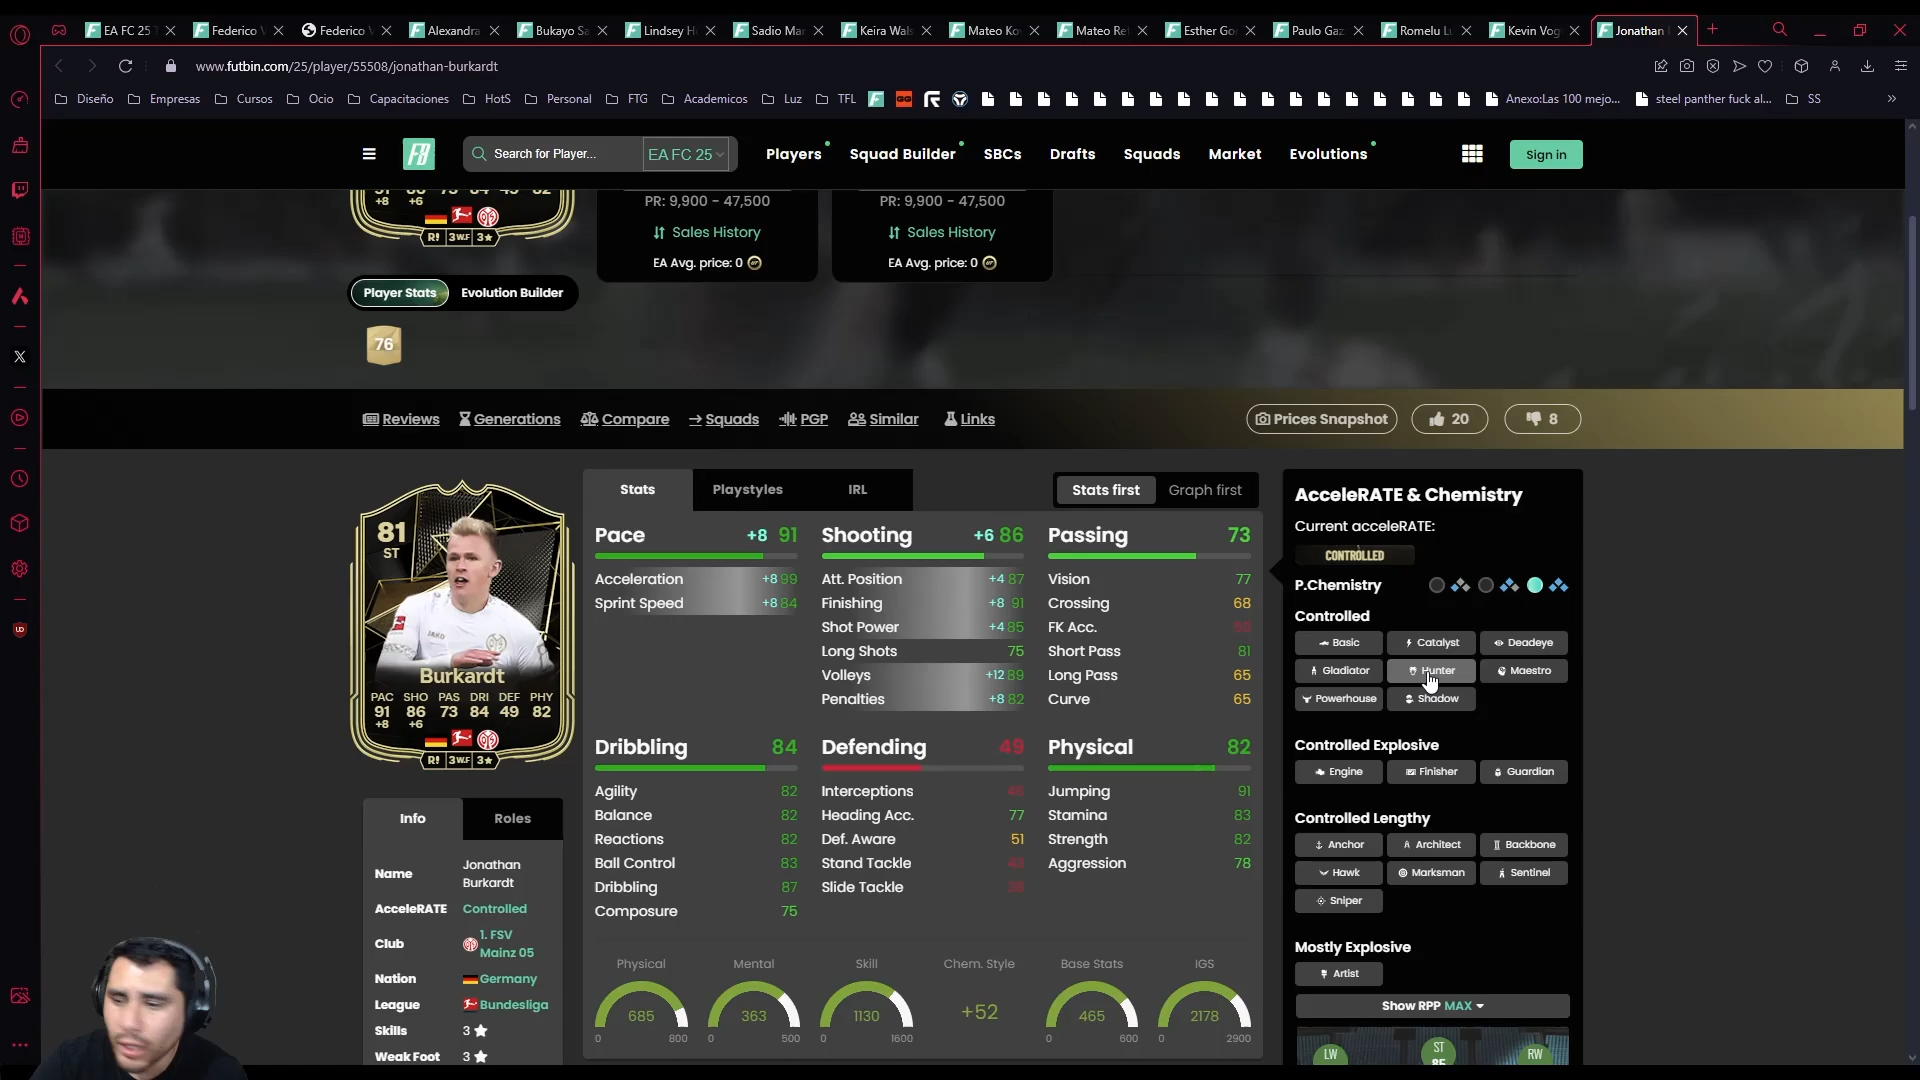 EA FC 25 T
Federico V
Federico V
Alexandra
Bukayo Sa
Lindsey H
Sadio Mar
Keira Wals
Mateo Ko
Mateo Ret
Esther Go
Paulo Gaz
Romelu L
Kevin Vog
Jonathan
www.futbin.com/25/player/55508/jonathan-burkardt
Diseño
Empresas
Cursos
Ocio
Capacitaciones
HotS
Personal
FTG
Academicos
Luz
TFL
Anexo:Las 100 mejo...
steel panther fuck al...
SS
Search for Player...
EA FC 25
Players
Squad Builder
SBCs
Drafts
Squads
Market
Evolutions
Sign in
+8 +6
R! 3W.F 3★
PR: 9,900 - 47,500
Sales History
EA Avg. price: 0
PR: 9,900 - 47,500
Sales History
EA Avg. price: 0
Player Stats
Evolution Builder
76
Reviews
Generations
Compare
Squads
PGP
Similar
Links
Prices Snapshot
20
8
81
ST
Burkardt
PAC SHO PAS DRI DEF PHY
91 86 73 84 49 82
+8 +6
R! 3W.F 3★
Info
Roles
Name Jonathan Burkardt
AcceleRATE Controlled
Club 1. FSV Mainz 05
Nation Germany
League Bundesliga
Skills 3 ★
Weak Foot 3 ★
Stats
Playstyles
IRL
Stats first
Graph first
Pace +8 91
Acceleration +8 99
Sprint Speed +8 84
Shooting +6 86
Att. Position +4 87
Finishing +8 91
Shot Power +4 85
Long Shots 75
Volleys +12 89
Penalties +8 82
Passing 73
Vision 77
Crossing 68
FK Acc.
Short Pass 81
Long Pass 65
Curve 65
Dribbling 84
Agility 82
Balance 82
Reactions 82
Ball Control 83
Dribbling 87
Composure 75
Defending 49
Interceptions
Heading Acc. 77
Def. Aware 51
Stand Tackle
Slide Tackle
Physical 82
Jumping 91
Stamina 83
Strength 82
Aggression 78
Physical
685
0 800
Mental
363
0 500
Skill
1130
0 1600
Chem. Style
+52
Base Stats
465
0 600
IGS
2178
0 2900
AcceleRATE & Chemistry
Current acceleRATE:
CONTROLLED
P.Chemistry
Controlled
Basic
Catalyst
Deadeye
Gladiator
Hunter
Maestro
Powerhouse
Shadow
Controlled Explosive
Engine
Finisher
Guardian
Controlled Lengthy
Anchor
Architect
Backbone
Hawk
Marksman
Sentinel
Sniper
Mostly Explosive
Artist
Show RPP MAX
LW
ST
85
RW